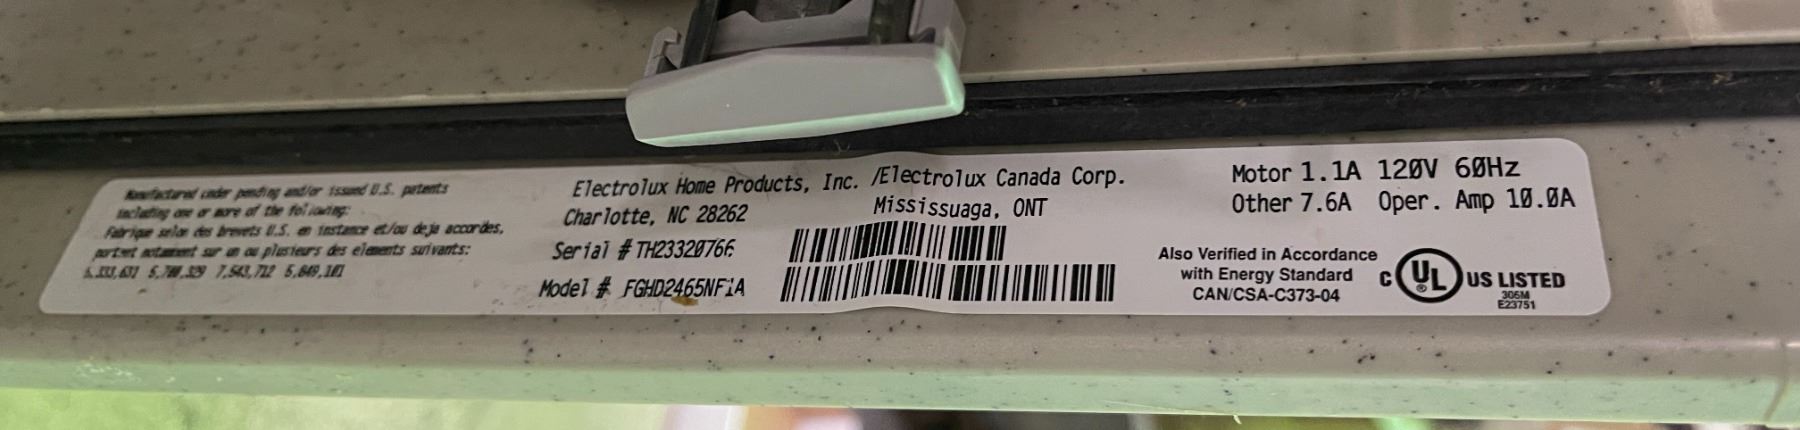 Manufactured under pending and/or issued U.S. patents
including one or more of the following:
Fabrique selon des brevets U.S. en instance et/ou deja accordes,
portent notamment sur un ou plusieurs des elements suivants:
7,543,712
Electrolux Home Products, Inc. /Electrolux Canada Corp.
Charlotte, NC 28262
Mississuaga, ONT
Serial # TH23320766
Model # FGHD2465NF1A
Motor 1.1A 120V 60Hz
Other 7.6A Oper. Amp 10.0A
Also Verified in Accordance
with Energy Standard
CAN/CSA-C373-04
C UL ® US LISTED
306M
E23751